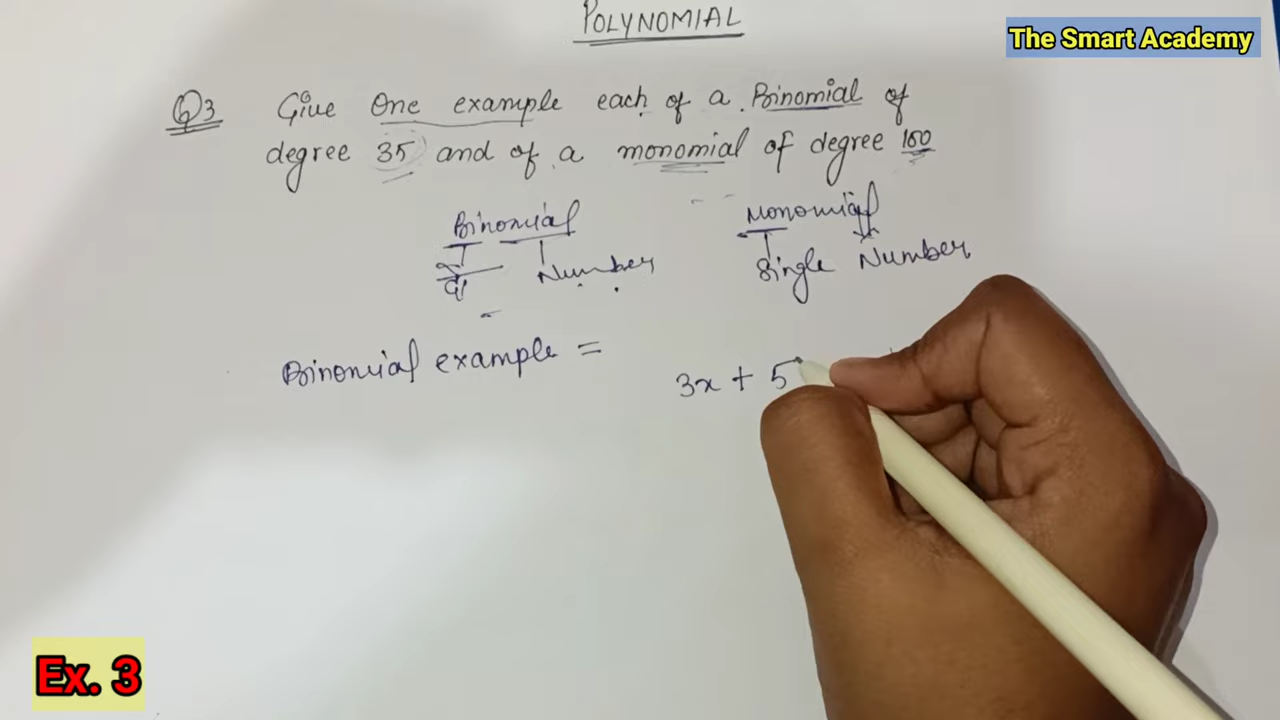 POLYNOMIAL
The Smart Academy
Q3 Give One example each of a Binomial of
degree 35 and of a monomial of degree 100
Binomial Monomial
दो Number Single Number
Binomial example =
3x + 5
Ex. 3